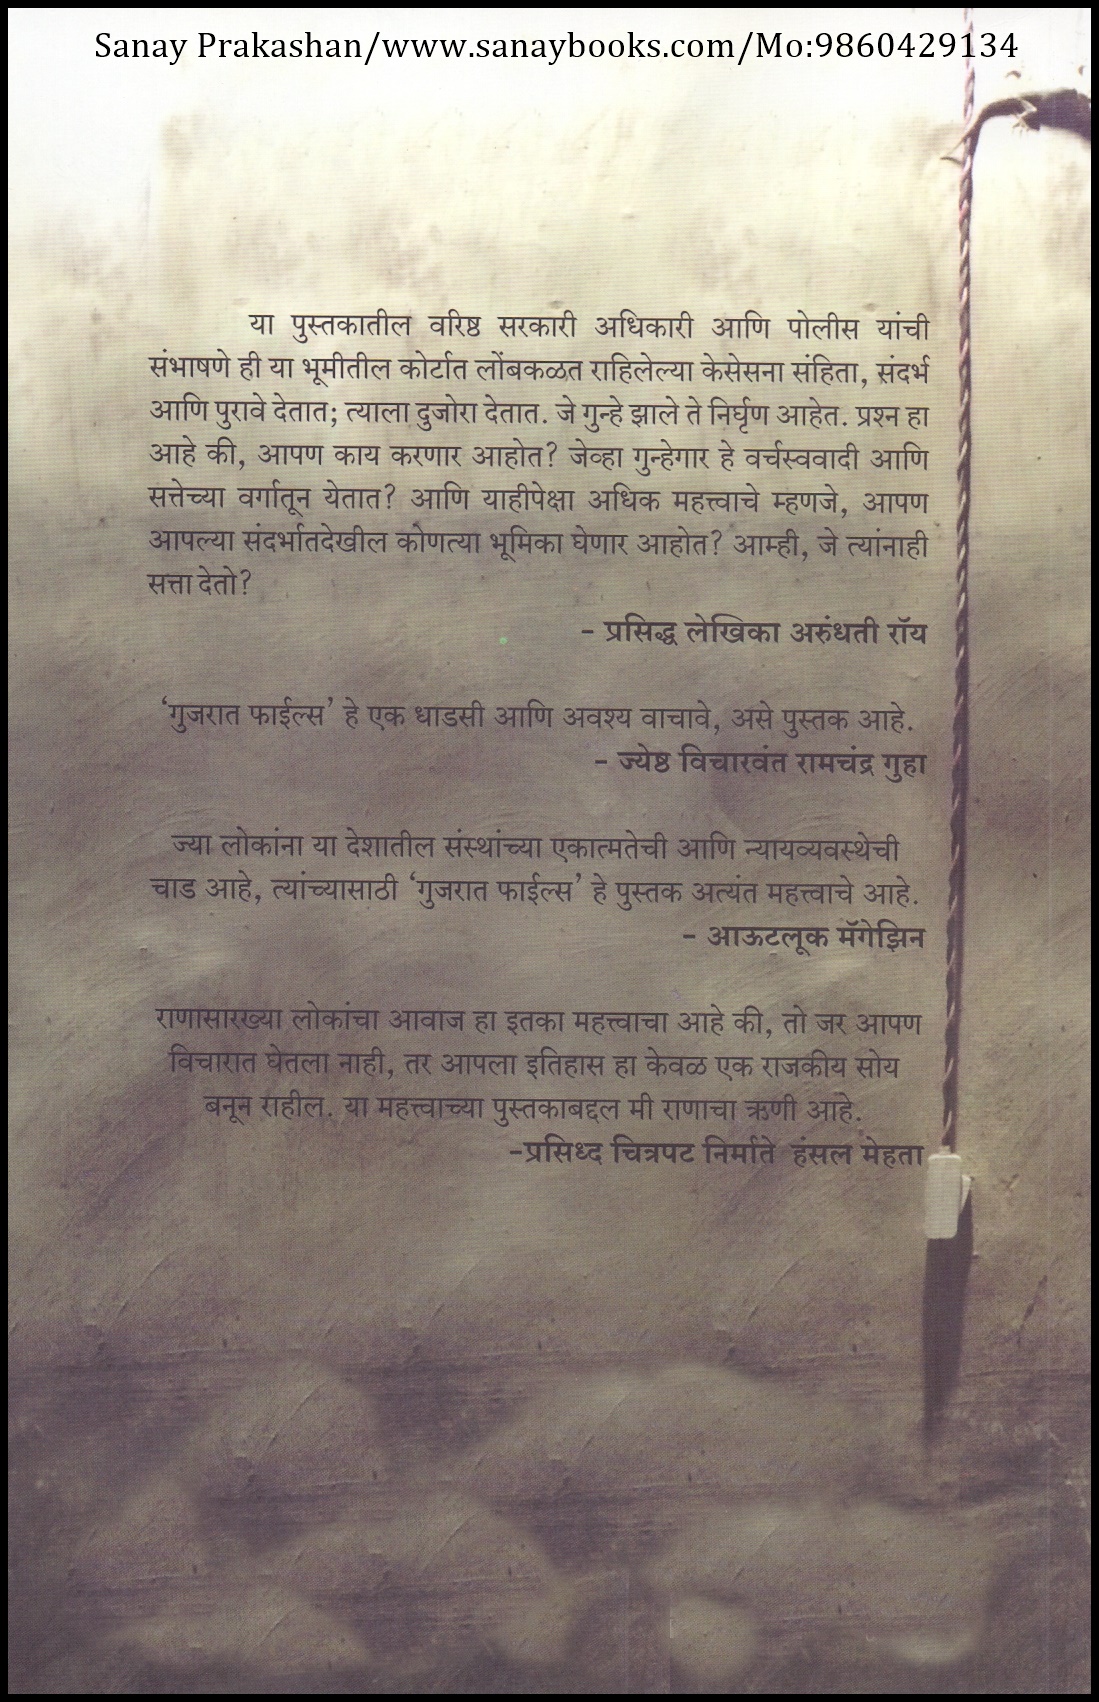 Sanay Prakashan/www.sanaybooks.com/Mo:9860429134
या पुस्तकातील वरिष्ठ सरकारी अधिकारी आणि पोलीस यांची
संभाषणे ही या भूमीतील कोर्टात लोंबकळत राहिलेल्या केसेसना संहिता, संदर्भ
आणि पुरावे देतात; त्याला दुजोरा देतात. जे गुन्हे झाले ते निर्घृण आहेत. प्रश्न हा
आहे की, आपण काय करणार आहोत? जेव्हा गुन्हेगार हे वर्चस्ववादी आणि
सत्तेच्या वर्गातून येतात? आणि याहीपेक्षा अधिक महत्त्वाचे म्हणजे, आपण
आपल्या संदर्भातदेखील कोणत्या भूमिका घेणार आहोत? आम्ही, जे त्यांनाही
सत्ता देतो?
- प्रसिद्ध लेखिका अरुंधती रॉय
‘गुजरात फाईल्स’ हे एक धाडसी आणि अवश्य वाचावे, असे पुस्तक आहे.
- ज्येष्ठ विचारवंत रामचंद्र गुहा
ज्या लोकांना या देशातील संस्थांच्या एकात्मतेची आणि न्यायव्यवस्थेची
चाड आहे, त्यांच्यासाठी ‘गुजरात फाईल्स’ हे पुस्तक अत्यंत महत्त्वाचे आहे.
- आऊटलूक मॅगेझिन
राणासारख्या लोकांचा आवाज हा इतका महत्त्वाचा आहे की, तो जर आपण
विचारात घेतला नाही, तर आपला इतिहास हा केवळ एक राजकीय सोय
बनून राहील. या महत्त्वाच्या पुस्तकाबद्दल मी राणाचा ऋणी आहे.
-प्रसिध्द चित्रपट निर्माते हंसल मेहता